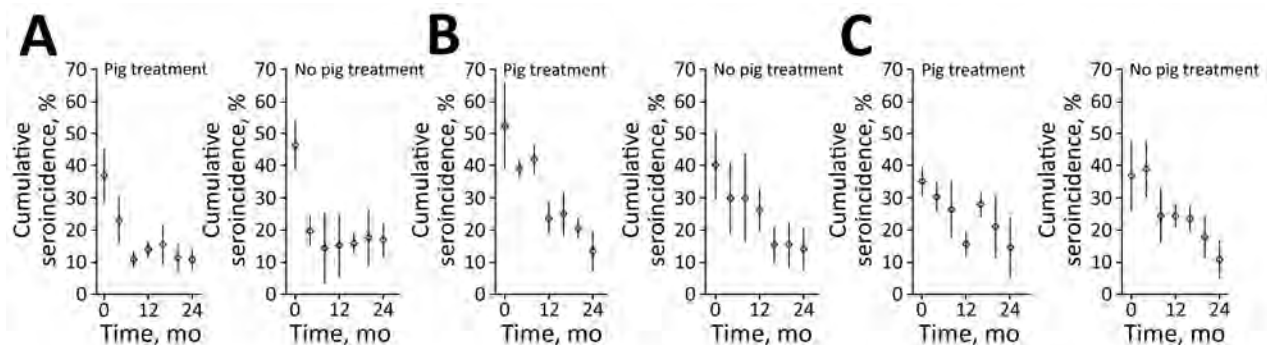 A
Pig treatment
70
60
50
40
30
20
10
0
Cumulative
seroincidence, %
0 12 24
Time, mo
No pig treatment
70
60
50
40
30
20
10
0
Cumulative
seroincidence, %
0 12 24
Time, mo
B
Pig treatment
70
60
50
40
30
20
10
0
Cumulative
seroincidence, %
0 12 24
Time, mo
No pig treatment
70
60
50
40
30
20
10
0
Cumulative
seroincidence, %
0 12 24
Time, mo
C
Pig treatment
70
60
50
40
30
20
10
0
Cumulative
seroincidence, %
0 12 24
Time, mo
No pig treatment
70
60
50
40
30
20
10
0
Cumulative
seroincidence, %
0 12 24
Time, mo